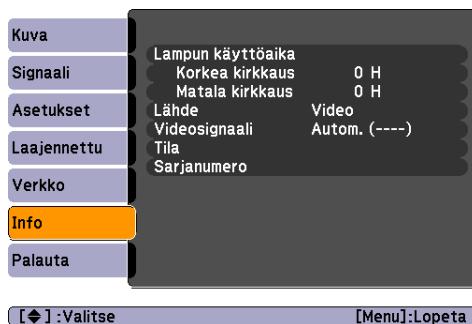 Kuva
Signaali
Asetukset
Laajennettu
Verkko
Info
Palauta
Lampun käyttöaika
Korkea kirkkaus 0 H
Matala kirkkaus 0 H
Lähde Video
Videosignaali Autom. (----)
Tila
Sarjanumero
[◆] :Valitse [Menu]:Lopeta